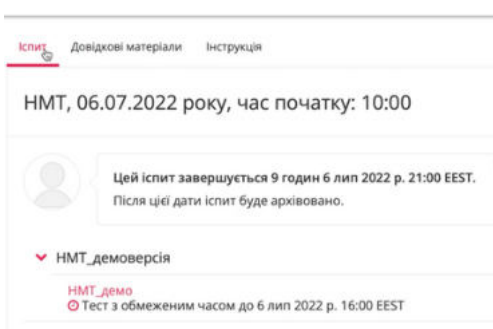 Іспит Довідкові матеріали Інструкція
НМТ, 06.07.2022 року, час початку: 10:00
Цей іспит завершується 9 годин 6 лип 2022 р. 21:00 EEST.
Після цієї дати іспит буде архівовано.
НМТ_демоверсія
НМТ_демо
Тест з обмеженим часом до 6 лип 2022 р. 16:00 EEST